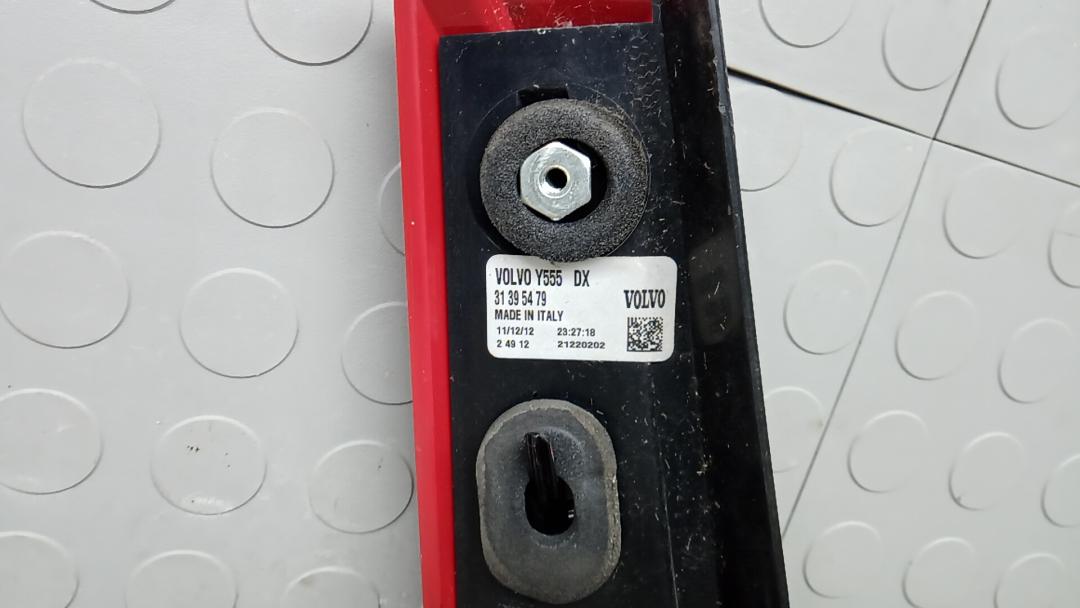 VOLVO Y555 DX
31 39 54 79 VOLVO
MADE IN ITALY
11/12/12 23:27:18
2 49 12 21220202